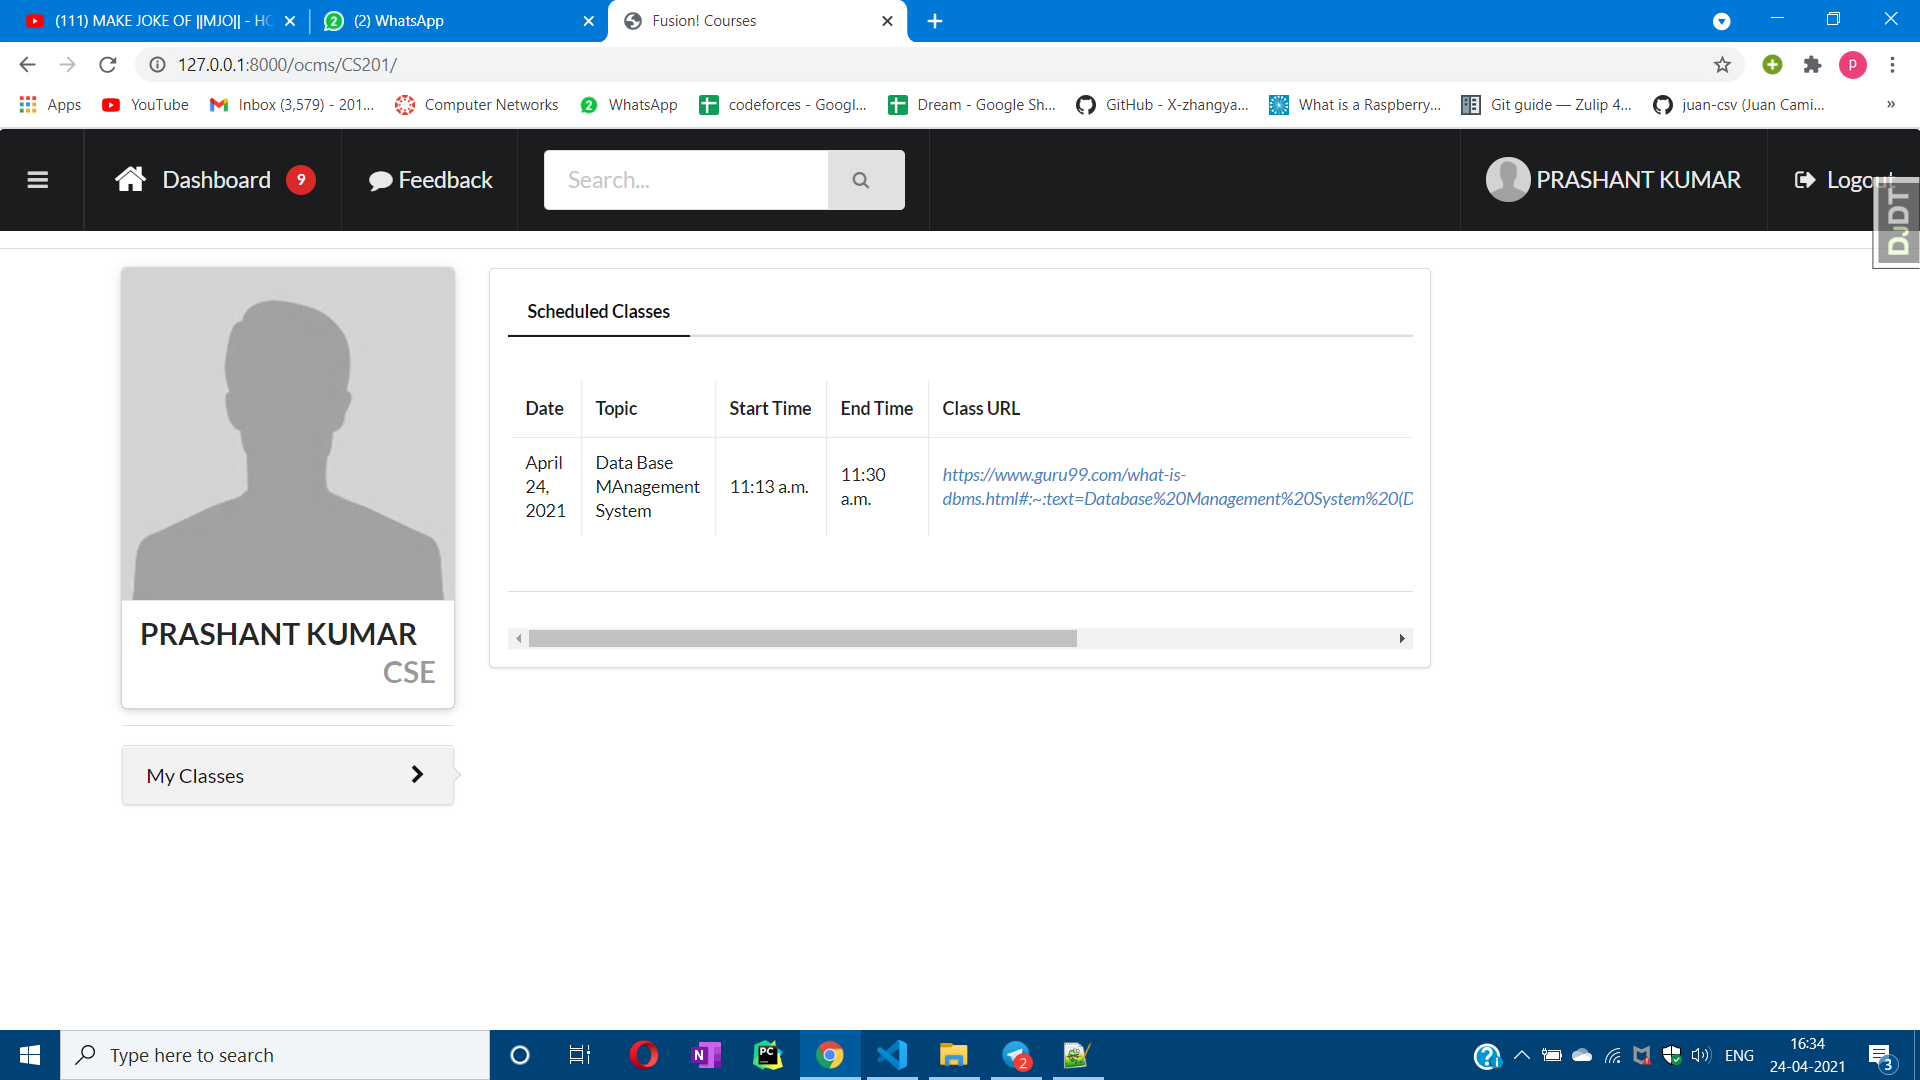 (111) MAKE JOKE OF ||MJO|| - HO
(2) WhatsApp
Fusion! Courses
127.0.0.1:8000/ocms/CS201/
P
Apps
YouTube
Inbox (3,579) - 201...
Computer Networks
2
WhatsApp
codeforces - Googl...
Dream - Google Sh...
GitHub - X-zhangya...
What is a Raspberry...
Git guide — Zulip 4...
juan-csv (Juan Cami...
»
Dashboard
9
Feedback
Search...
PRASHANT KUMAR
Logout
DJDT
PRASHANT KUMAR
CSE
My Classes
Scheduled Classes
Date
Topic
Start Time
End Time
Class URL
April
24,
2021
Data Base
MAnagement
System
11:13 a.m.
11:30
a.m.
https://www.guru99.com/what-is-
dbms.html#:~:text=Database%20Management%20System%20(D
Type here to search
N
PC
2
ENG
16:34
24-04-2021
3